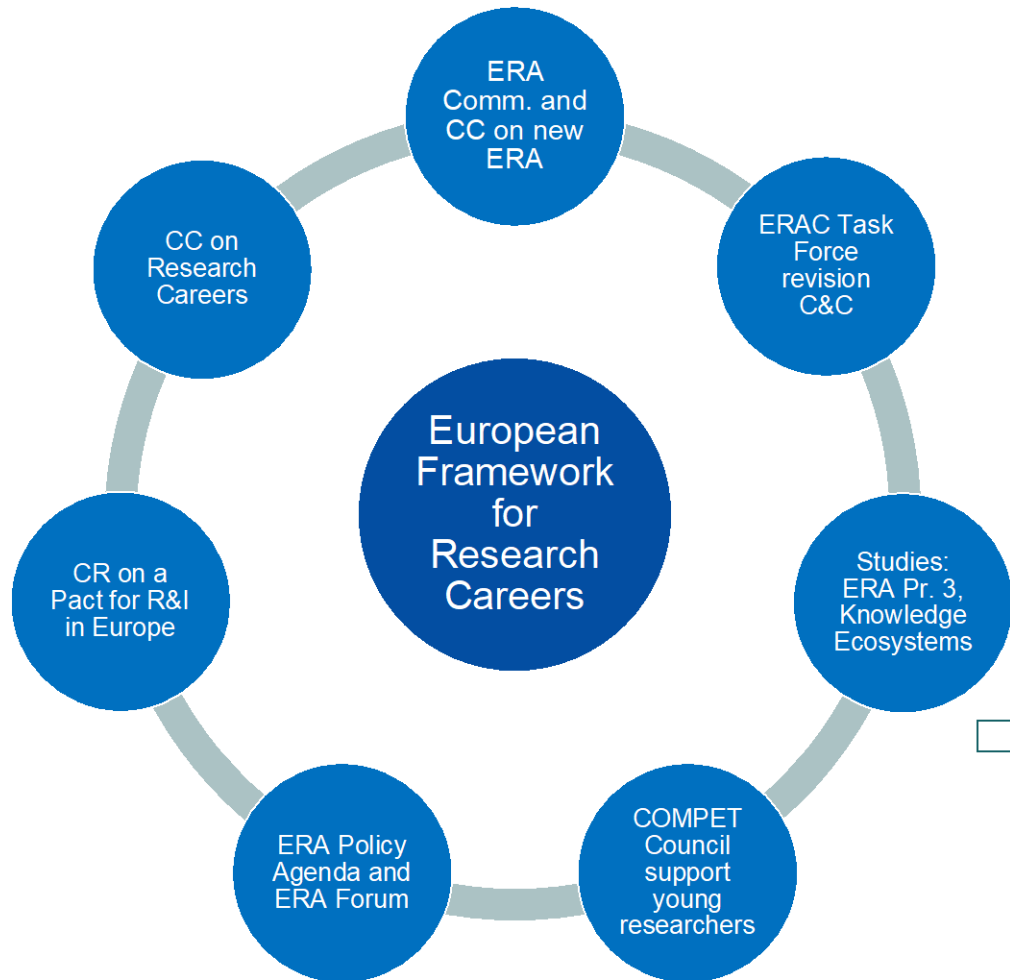 ERA
Comm. and
CC on new
ERA
ERAC Task
Force
revision
C&C
Studies:
ERA Pr. 3,
Knowledge
Ecosystems
COMPET
Council
support
young
researchers
ERA Policy
Agenda and
ERA Forum
CR on a
Pact for R&I
in Europe
CC on
Research
Careers
European
Framework
for
Research
Careers